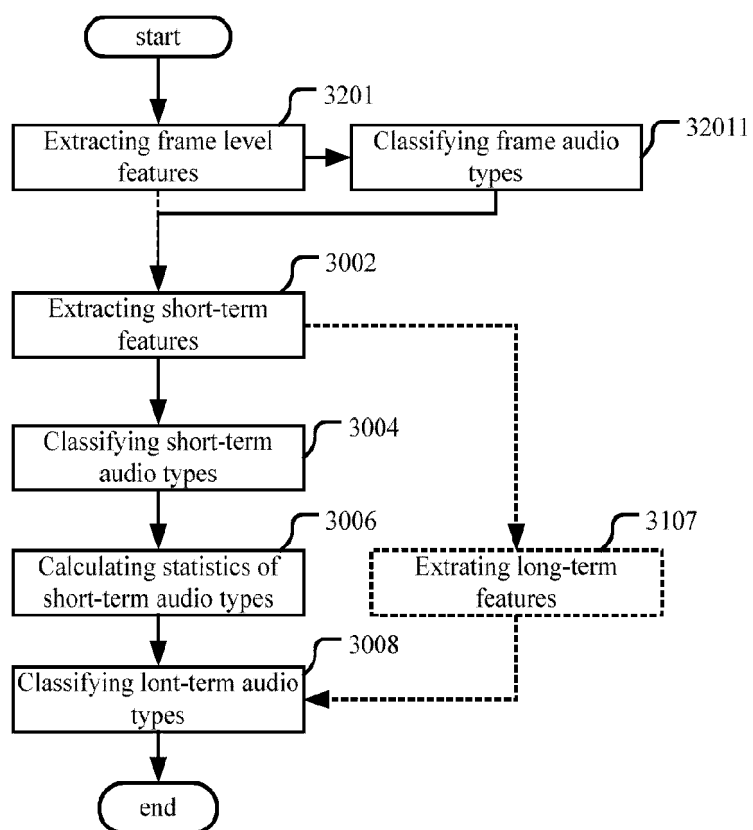 start
3201
Extracting frame level
features
32011
Classifying frame audio
types
3002
Extracting short-term
features
3004
Classifying short-term
audio types
3006
Calculating statistics of
short-term audio types
3107
Extrating long-term
features
3008
Classifying lont-term audio
types
end